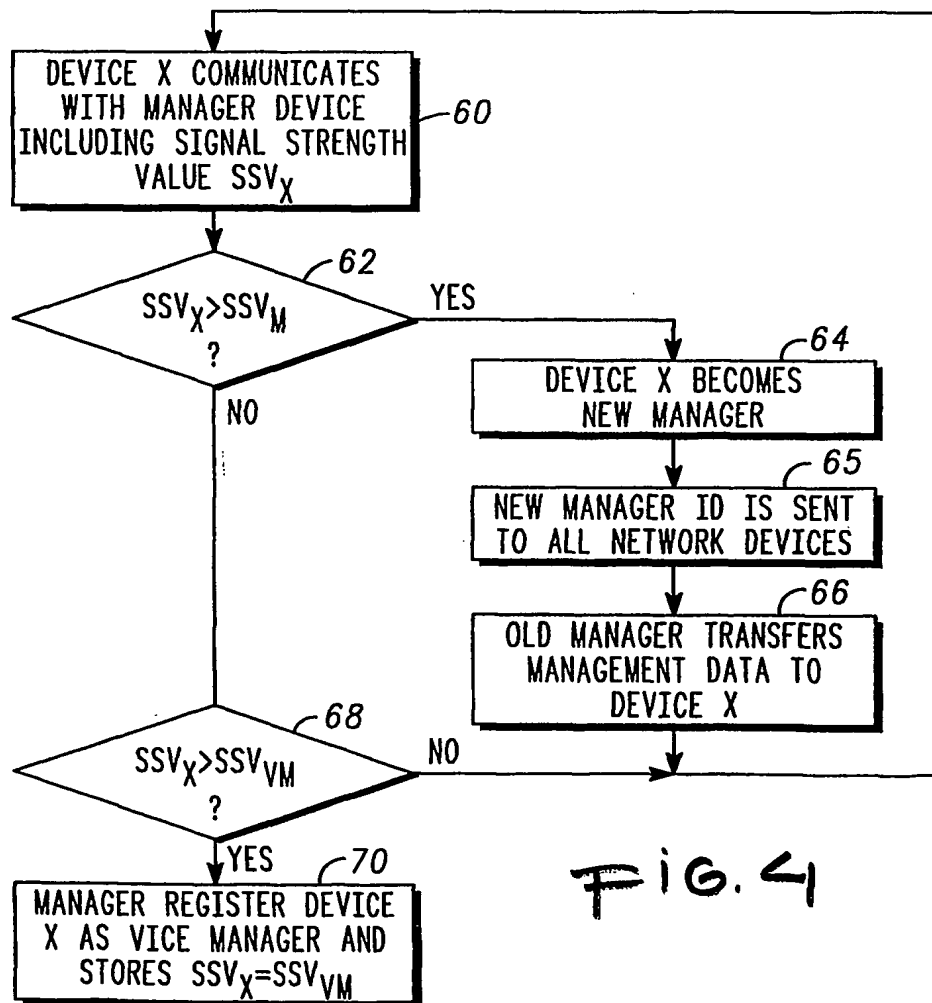 DEVICE X COMMUNICATES
WITH MANAGER DEVICE
INCLUDING SIGNAL STRENGTH
VALUE SSVX
60
62
SSVX>SSVM
?
YES
NO
64
DEVICE X BECOMES
NEW MANAGER
65
NEW MANAGER ID IS SENT
TO ALL NETWORK DEVICES
66
OLD MANAGER TRANSFERS
MANAGEMENT DATA TO
DEVICE X
68
SSVX>SSVVM
?
NO
YES
70
MANAGER REGISTER DEVICE
X AS VICE MANAGER AND
STORES SSVX=SSVVM
FIG. 4